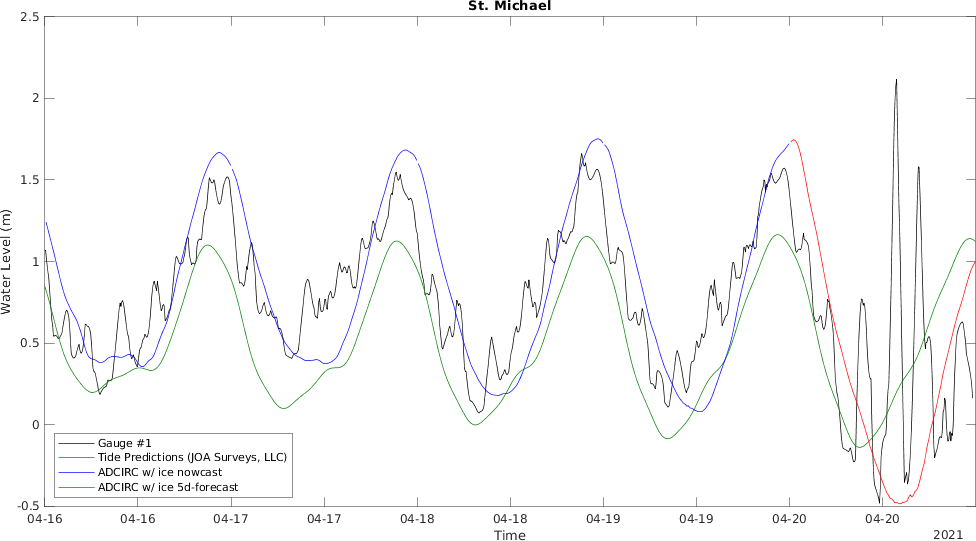 St. Michael
2.5
2
1.5
1
0.5
0
-0.5
Water Level (m)
Gauge #1
Tide Predictions (JOA Surveys, LLC)
ADCIRC w/ ice nowcast
ADCIRC w/ ice 5d-forecast
04-16 04-16 04-17 04-17 04-18 04-18 04-19 04-19 04-20 04-20
Time
2021